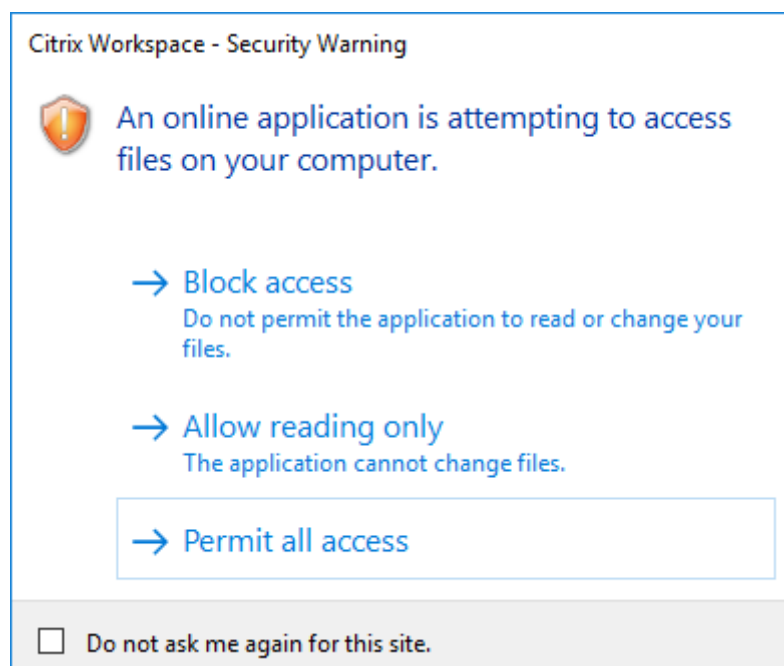 Citrix Workspace - Security Warning
An online application is attempting to access
files on your computer.
Block access
Do not permit the application to read or change your
files.
Allow reading only
The application cannot change files.
Permit all access
Do not ask me again for this site.